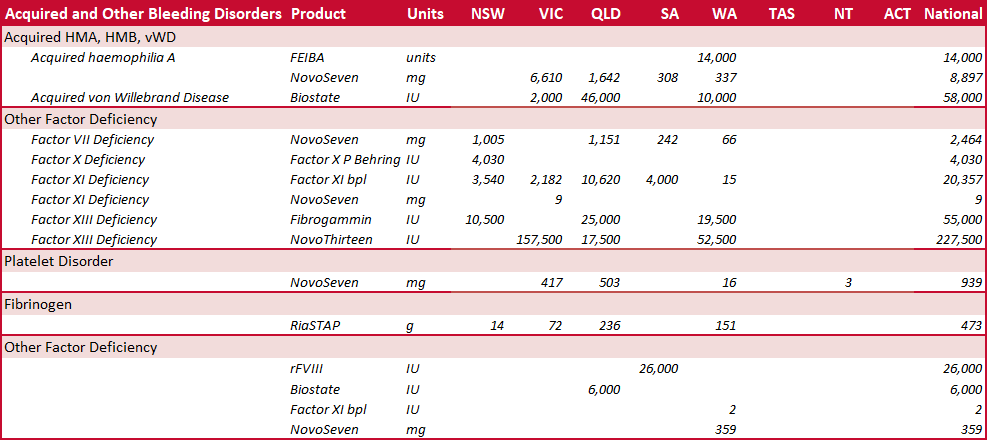 Acquired and Other Bleeding Disorders Product Units NSW VIC QLD SA WA TAS NT ACT National
Acquired HMA, HMB, vWD
Acquired haemophilia A FEIBA units 14,000 14,000
NovoSeven mg 6,610 1,642 308 337 8,897
Acquired von Willebrand Disease Biostate IU 2,000 46,000 10,000 58,000
Other Factor Deficiency
Factor VII Deficiency NovoSeven mg 1,005 1,151 242 66 2,464
Factor X Deficiency Factor X P Behring IU 4,030 4,030
Factor XI Deficiency Factor XI bpl IU 3,540 2,182 10,620 4,000 15 20,357
Factor XI Deficiency NovoSeven mg 9 9
Factor XIII Deficiency Fibrogammin IU 10,500 25,000 19,500 55,000
Factor XIII Deficiency NovoThirteen IU 157,500 17,500 52,500 227,500
Platelet Disorder
NovoSeven mg 417 503 16 3 939
Fibrinogen
RiaSTAP g 14 72 236 151 473
Other Factor Deficiency
rFVIII IU 26,000 26,000
Biostate IU 6,000 6,000
Factor XI bpl IU 2 2
NovoSeven mg 359 359